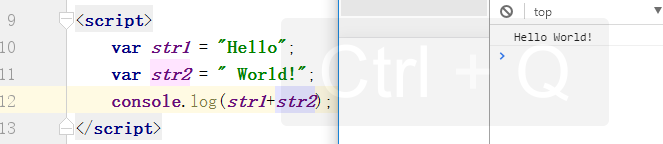 9 <script>
10 var str1 = "Hello";
11 var str2 = " World!";
12 console.log(str1+str2);
13 </script>
Ctrl + Q
top
Hello World!
>